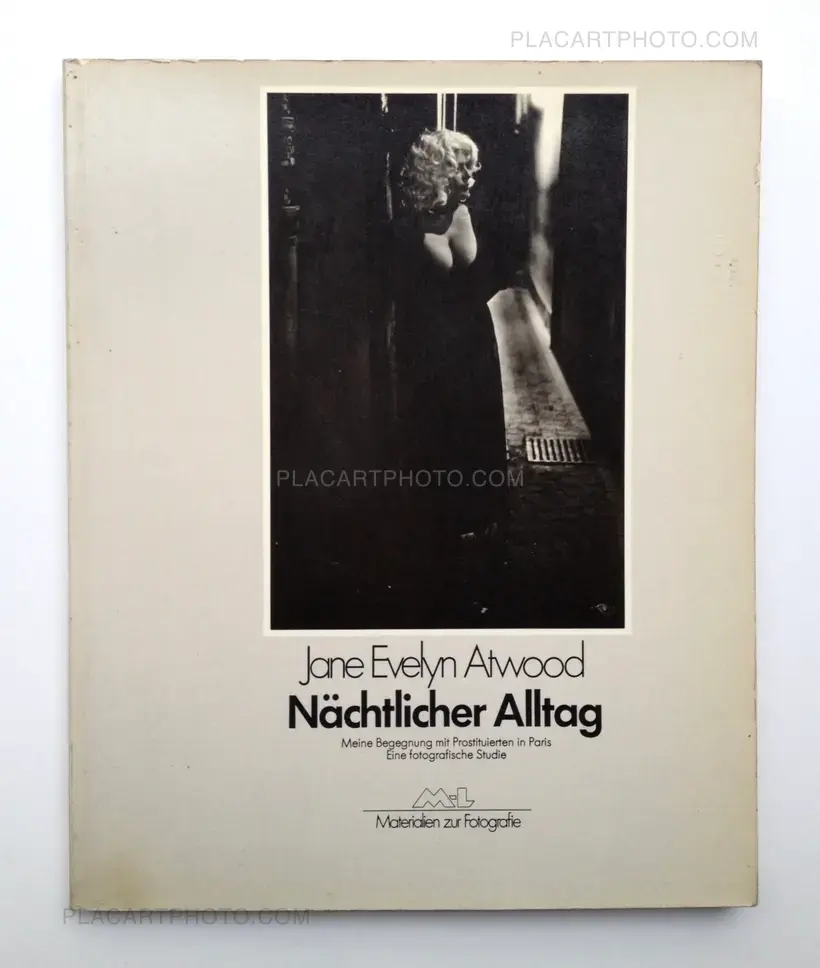 PLACARTPHOTO.COM
PLACARTPHOTO.COM
Jane Evelyn Atwood
Nächtlicher Alltag
Meine Begegnung mit Prostituierten in Paris
Eine fotografische Studie
M-L
Materialien zur Fotografie
PLACARTPHOTO.COM